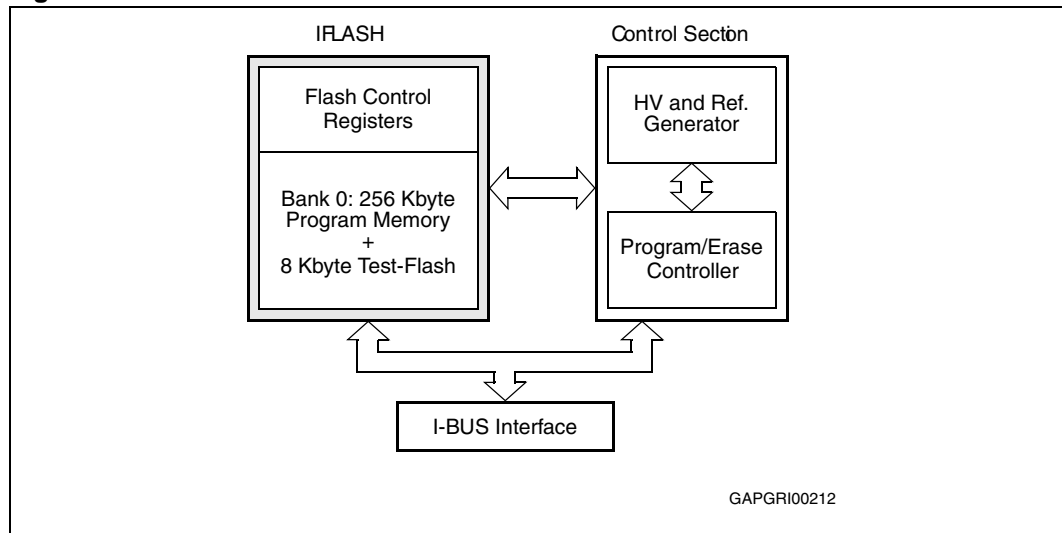 IFLASH
Control Section
Flash Control
Registers
Bank 0: 256 Kbyte
Program Memory
+
8 Kbyte Test-Flash
HV and Ref.
Generator
Program/Erase
Controller
I-BUS Interface
GAPGRI00212